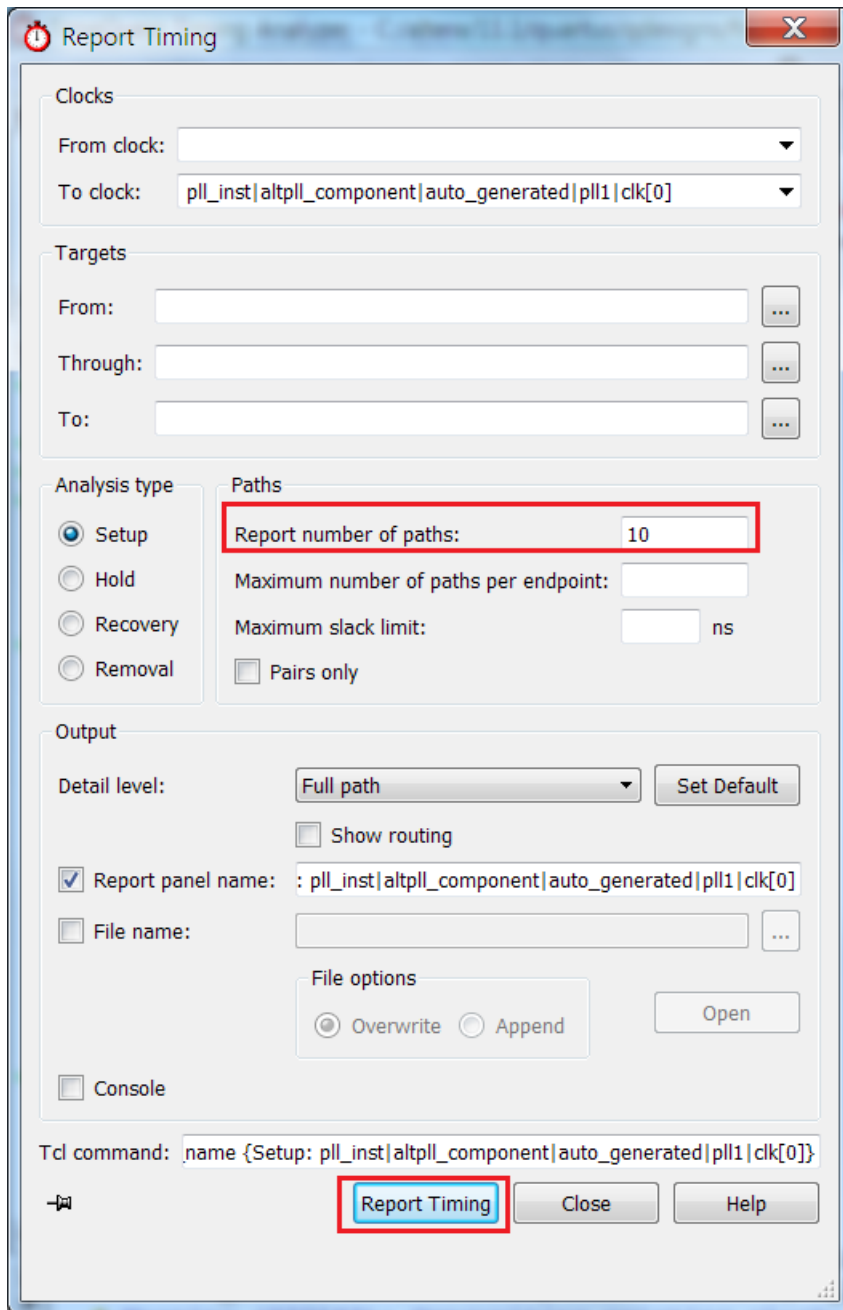 Report Timing
Clocks
From clock:
To clock: pll_inst|altpll_component|auto_generated|pll1|clk[0]
Targets
From: ...
Through: ...
To: ...
Analysis type
Setup
Hold
Recovery
Removal
Paths
Report number of paths: 10
Maximum number of paths per endpoint:
Maximum slack limit: ns
Pairs only
Output
Detail level: Full path Set Default
Show routing
Report panel name: : pll_inst|altpll_component|auto_generated|pll1|clk[0]
File name: ...
File options
Overwrite Append
Open
Console
Tcl command: _name {Setup: pll_inst|altpll_component|auto_generated|pll1|clk[0]}
Report Timing Close Help